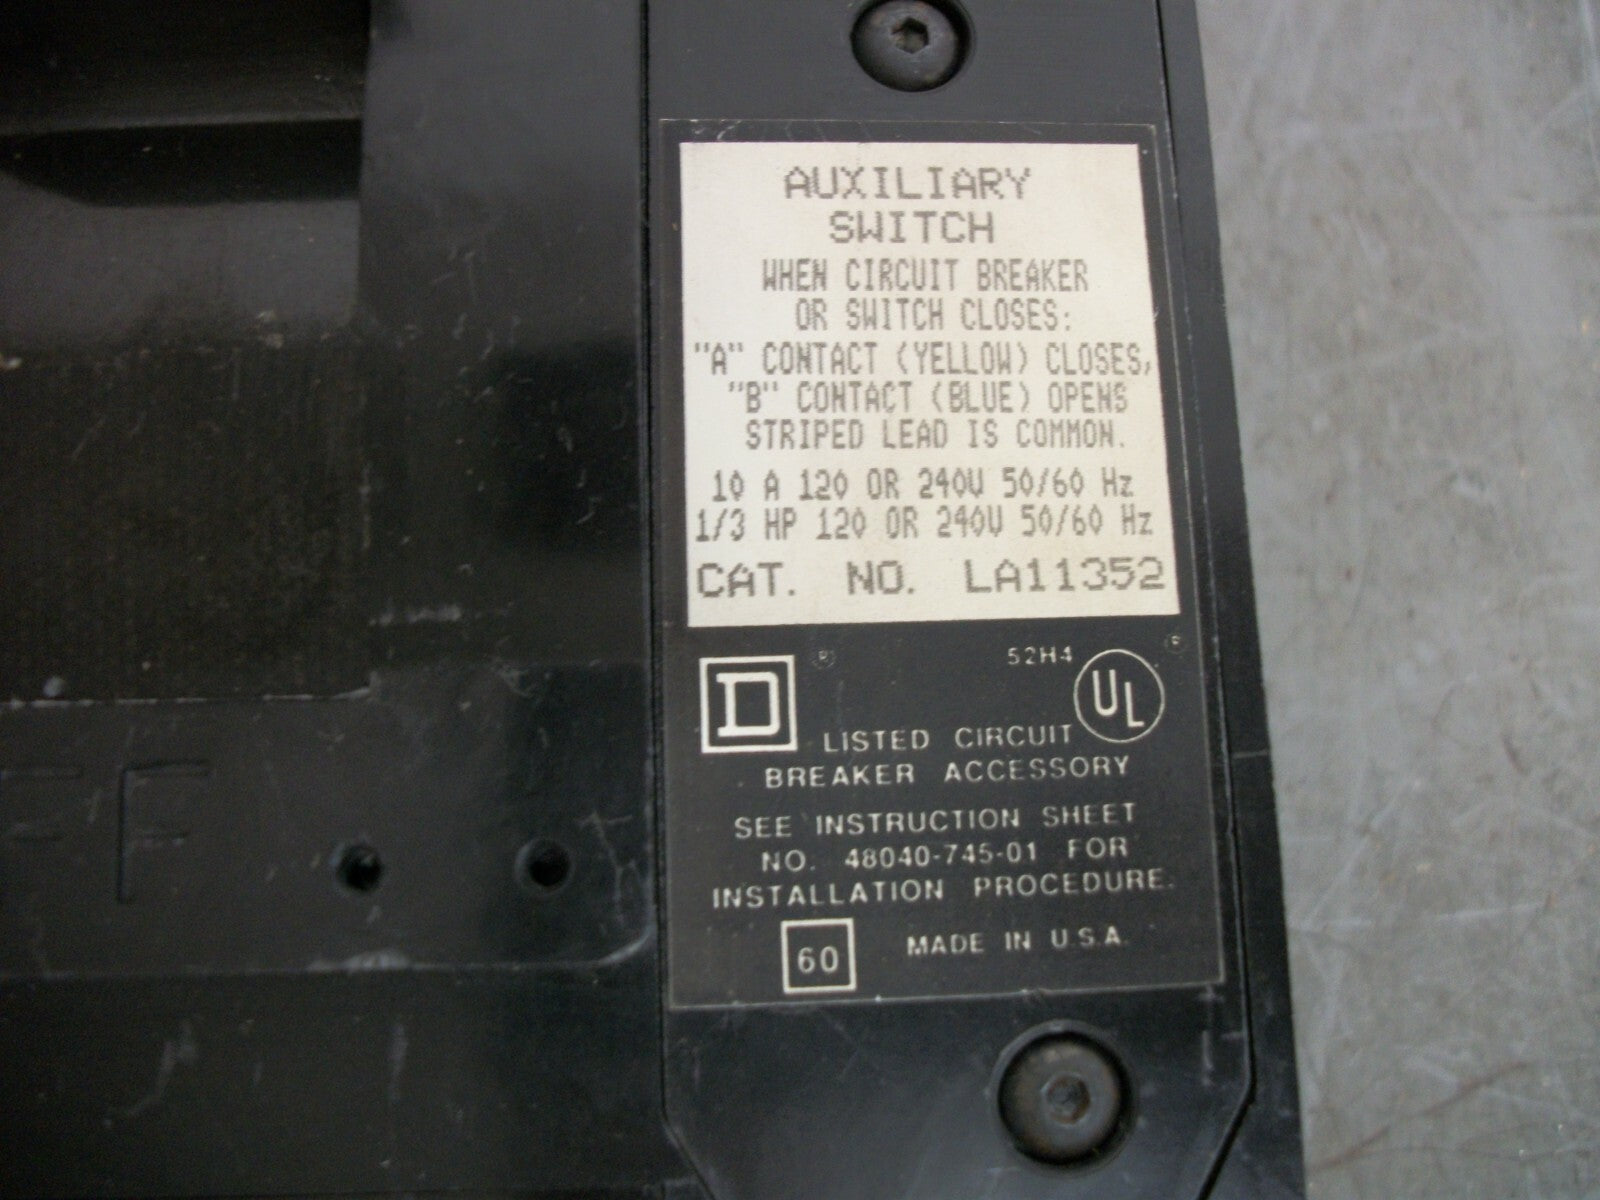 AUXILIARY
SWITCH
WHEN CIRCUIT BREAKER
OR SWITCH CLOSES:
"A" CONTACT (YELLOW) CLOSES,
"B" CONTACT (BLUE) OPENS
STRIPED LEAD IS COMMON.
10 A 120 OR 240V 50/60 Hz
1/3 HP 120 OR 240V 50/60 Hz
CAT. NO. LA11352
D ® 52H4 UL ®
LISTED CIRCUIT
BREAKER ACCESSORY
SEE INSTRUCTION SHEET
NO. 48040-745-01 FOR
INSTALLATION PROCEDURE.
60 MADE IN U.S.A.
FF